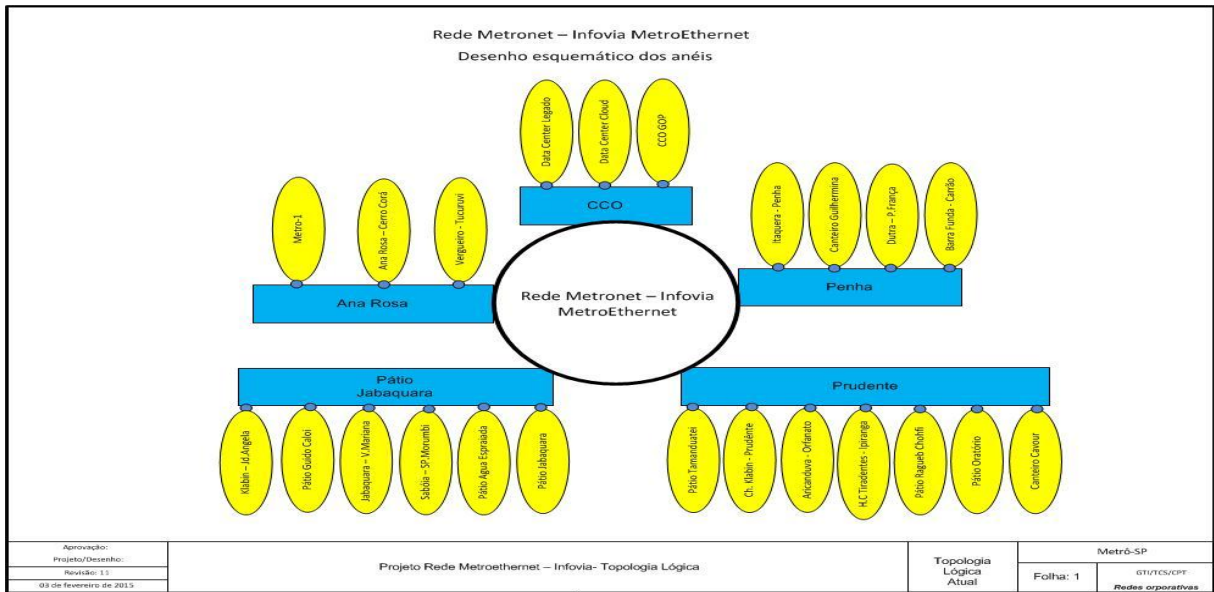 Rede Metronet – Infovia MetroEthernet
Desenho esquemático dos anéis
Data Center Legado
Data Center Cloud
CCO GOP
CCO
Metro-1
Ana Rosa – Cerro Corá
Vergueiro - Tucuruvi
Ana Rosa
Itaquera - Penha
Canteiro Guilhermina
Dutra – P.França
Barra Funda - Carrão
Penha
Rede Metronet – Infovia
MetroEthernet
Pátio
Jabaquara
Klabin – Jd.Angela
Pátio Guido Caloi
Jabaquara – V.Mariana
Sabóia – SP.Morumbi
Pátio Agua Espraiada
Pátio Jabaquara
Prudente
Pátio Tamanduatei
Ch. Klabin - Prudênte
Aricanduva - Orfanato
H.C Tiradentes - Ipiranga
Pátio Ragueb Chohfi
Pátio Oratório
Canteiro Cavour
Aprovação:
Projeto/Desenho:
Revisão: 11
03 de fevereiro de 2015
Projeto Rede Metroethernet – Infovia- Topologia Lógica
Topologia
Lógica
Atual
Metrô-SP
Folha: 1
GTI/TCS/CPT
Redes orporativas